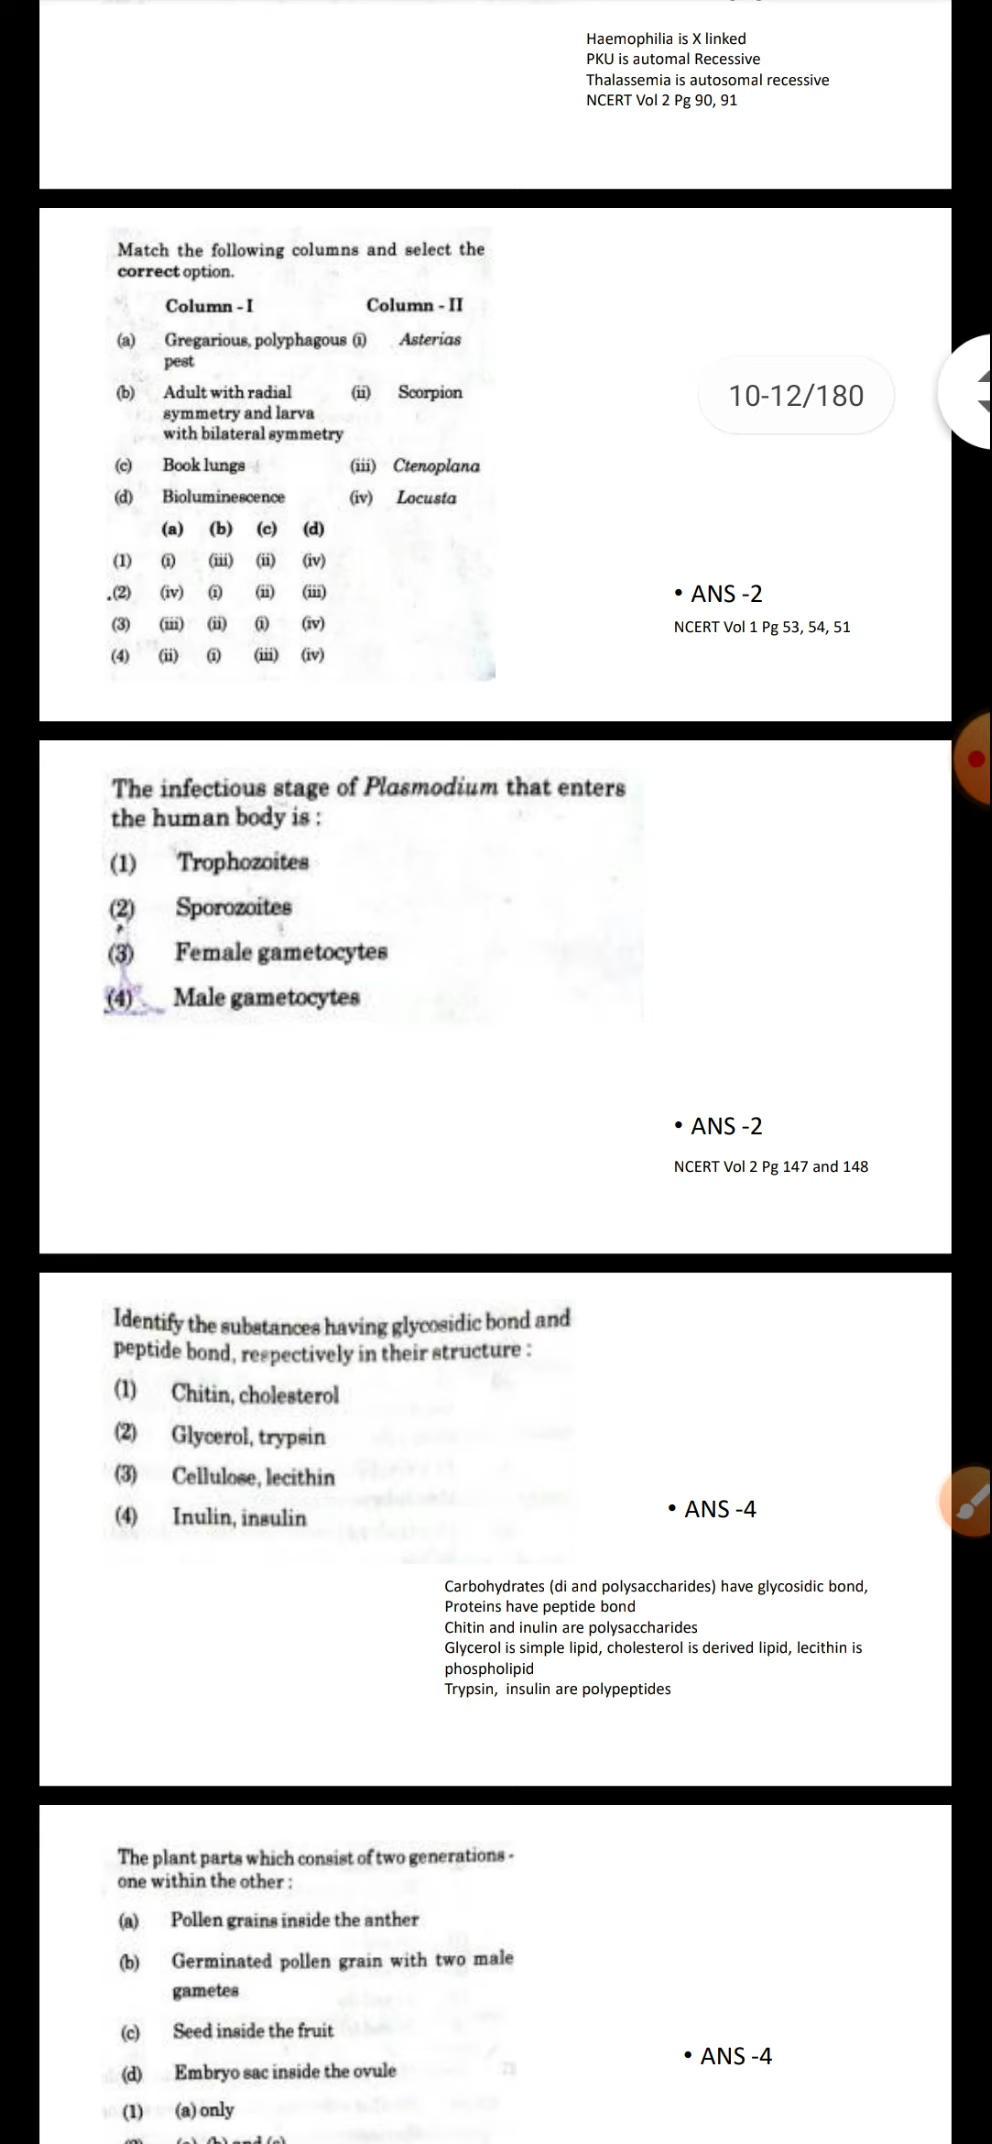 Haemophilia is X linked
PKU is automal Recessive
Thalassemia is autosomal recessive
NCERT Vol 2 Pg 90, 91
Match the following columns and select the
correct option.
Column - I Column - II
(a) Gregarious, polyphagous (i) Asterias
pest
(b) Adult with radial (ii) Scorpion
symmetry and larva
with bilateral symmetry
(c) Book lungs (iii) Ctenoplana
(d) Bioluminescence (iv) Locusta
(a) (b) (c) (d)
(1) (i) (iii) (ii) (iv)
(2) (iv) (i) (ii) (iii)
(3) (iii) (ii) (i) (iv)
(4) (ii) (i) (iii) (iv)
10-12/180
• ANS -2
NCERT Vol 1 Pg 53, 54, 51
The infectious stage of Plasmodium that enters
the human body is :
(1) Trophozoites
(2) Sporozoites
(3) Female gametocytes
(4) Male gametocytes
• ANS -2
NCERT Vol 2 Pg 147 and 148
Identify the substances having glycosidic bond and
peptide bond, respectively in their structure :
(1) Chitin, cholesterol
(2) Glycerol, trypsin
(3) Cellulose, lecithin
(4) Inulin, insulin
• ANS -4
Carbohydrates (di and polysaccharides) have glycosidic bond,
Proteins have peptide bond
Chitin and inulin are polysaccharides
Glycerol is simple lipid, cholesterol is derived lipid, lecithin is
phospholipid
Trypsin, insulin are polypeptides
The plant parts which consist of two generations -
one within the other :
(a) Pollen grains inside the anther
(b) Germinated pollen grain with two male
gametes
(c) Seed inside the fruit
(d) Embryo sac inside the ovule
(1) (a) only
• ANS -4